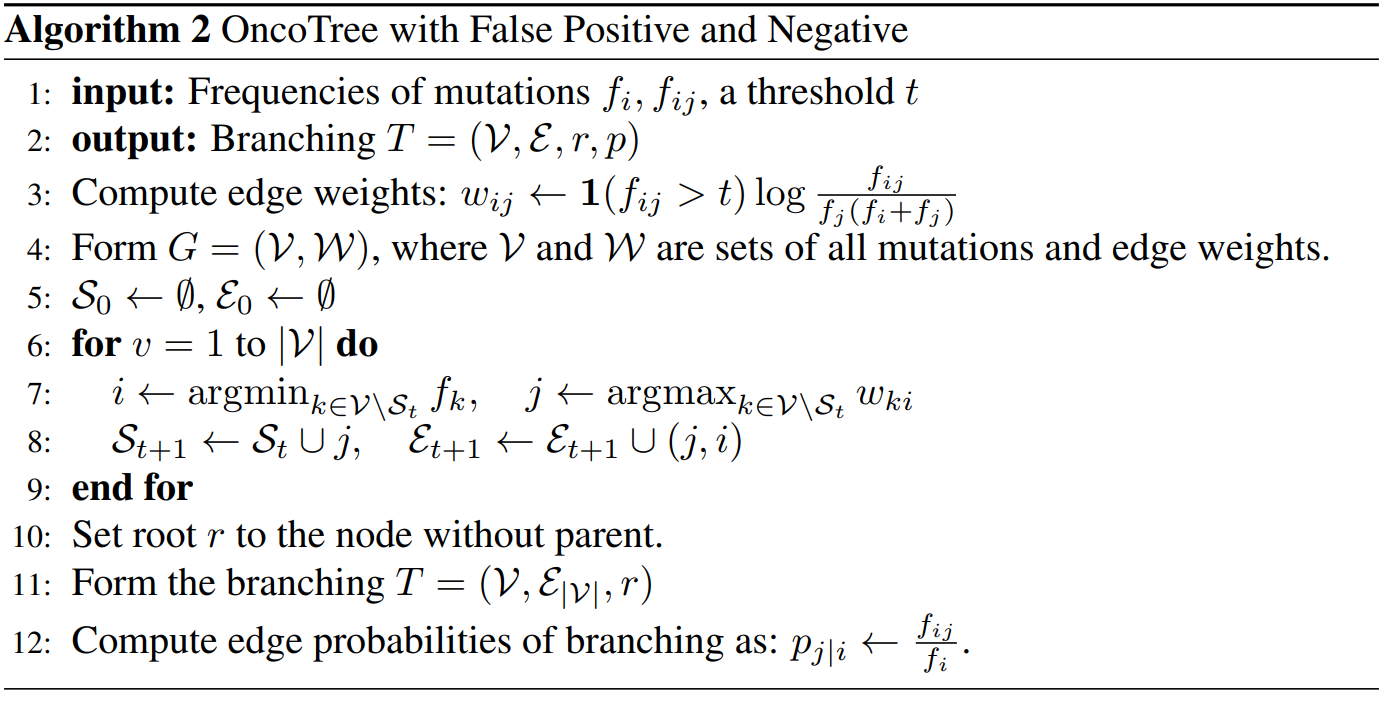 Algorithm 2 OncoTree with False Positive and Negative
1: input: Frequencies of mutations $f_i, f_{ij}$, a threshold $t$
2: output: Branching $T = (\mathcal{V}, \mathcal{E}, r, p)$
3: Compute edge weights: $w_{ij} \leftarrow \mathbf{1}(f_{ij} > t) \log \frac{f_{ij}}{f_j(f_i+f_j)}$
4: Form $G = (\mathcal{V}, \mathcal{W})$, where $\mathcal{V}$ and $\mathcal{W}$ are sets of all mutations and edge weights.
5: $\mathcal{S}_0 \leftarrow \emptyset, \mathcal{E}_0 \leftarrow \emptyset$
6: for $v = 1$ to $|\mathcal{V}|$ do
7: $i \leftarrow \mathrm{argmin}_{k \in \mathcal{V} \backslash \mathcal{S}_t} f_k, \quad j \leftarrow \mathrm{argmax}_{k \in \mathcal{V} \backslash \mathcal{S}_t} w_{ki}$
8: $\mathcal{S}_{t+1} \leftarrow \mathcal{S}_t \cup j, \quad \mathcal{E}_{t+1} \leftarrow \mathcal{E}_{t+1} \cup (j, i)$
9: end for
10: Set root $r$ to the node without parent.
11: Form the branching $T = (\mathcal{V}, \mathcal{E}_{|\mathcal{V}|}, r)$
12: Compute edge probabilities of branching as: $p_{j|i} \leftarrow \frac{f_{ij}}{f_i}$.